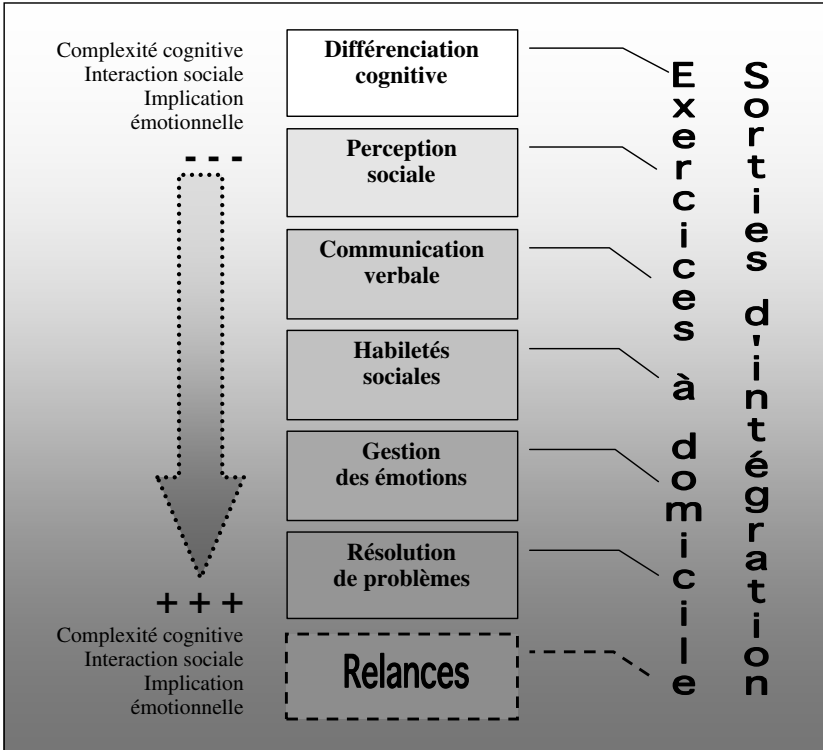 Complexité cognitive
Interaction sociale
Implication
émotionnelle
- - -
+ + +
Complexité cognitive
Interaction sociale
Implication
émotionnelle
Différenciation
cognitive
Perception
sociale
Communication
verbale
Habiletés
sociales
Gestion
des émotions
Résolution
de problèmes
Relances
Exercices à domicile
Sorties d'intégration